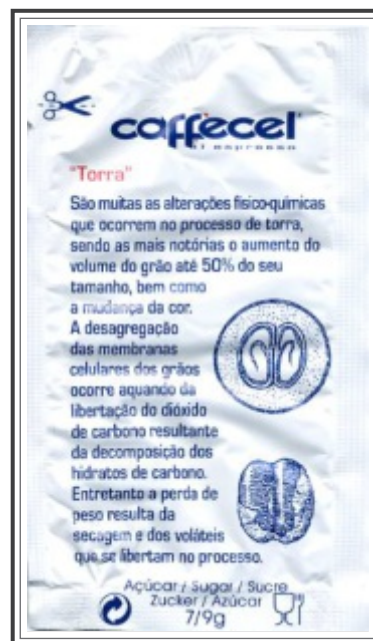 caffècel
el espresso
"Torra"
São muitas as alterações físico-químicas
que ocorrem no processo de torra,
sendo as mais notórias o aumento do
volume do grão até 50% do seu
tamanho, bem como
a mudança da cor.
A desagregação
das membranas
celulares dos grãos
ocorre aquando da
libertação do dióxido
de carbono resultante
da decomposição dos
hidratos de carbono.
Entretanto a perda de
peso resulta da
secagem e dos voláteis
que se libertam no processo.
Açúcar / Sugar / Sucre
Zucker / Azúcar
7/9g